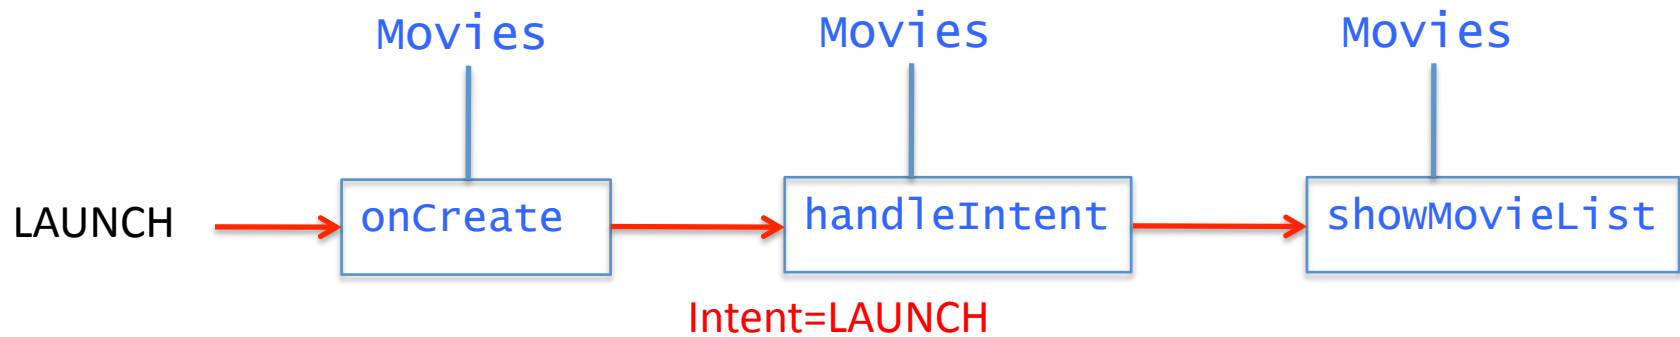 Movies
Movies
Movies
LAUNCH
onCreate
handleIntent
showMovieList
Intent=LAUNCH